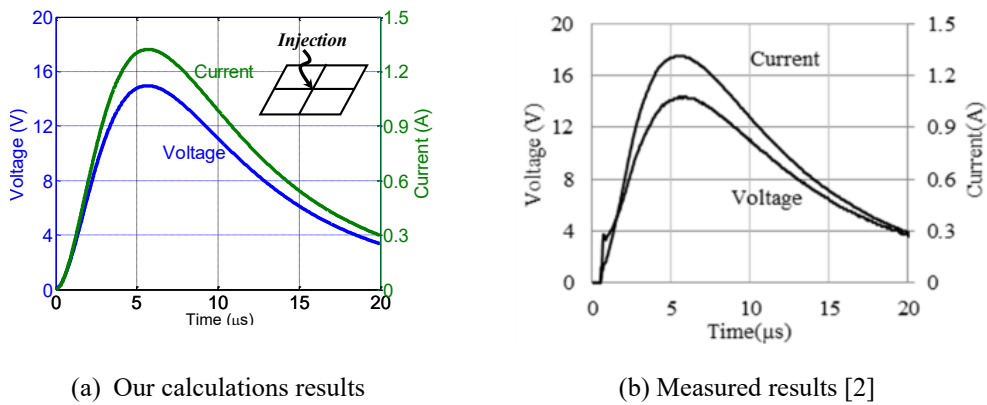 20
16
12
8
4
0
Voltage (V)
1.5
1.2
0.9
0.6
0.3
0
Current (A)
Injection
Current
Voltage
0 5 10 15 20
Time (μs)
20
16
12
8
4
0
Voltage (V)
1.5
1.2
0.9
0.6
0.3
0
Current(A)
Current
Voltage
0 5 10 15 20
Time(μs)
(a) Our calculations results
(b) Measured results [2]